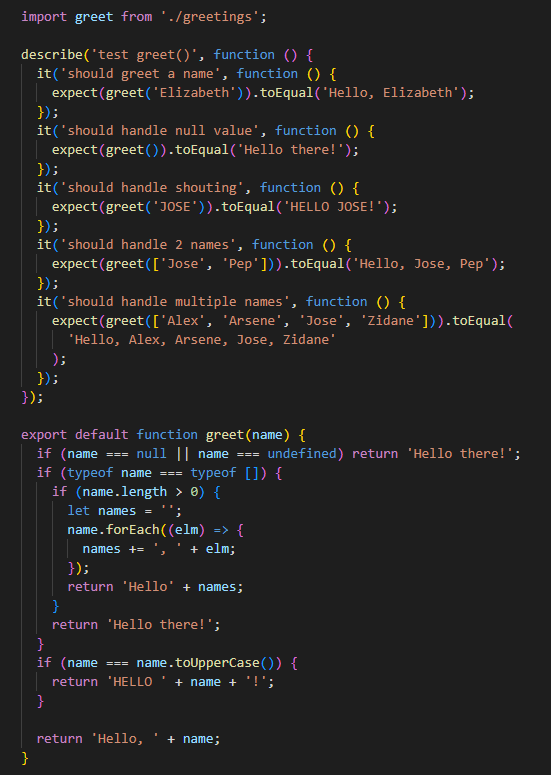 import greet from './greetings';

describe('test greet()', function () {
  it('should greet a name', function () {
    expect(greet('Elizabeth')).toEqual('Hello, Elizabeth');
  });
  it('should handle null value', function () {
    expect(greet()).toEqual('Hello there!');
  });
  it('should handle shouting', function () {
    expect(greet('JOSE')).toEqual('HELLO JOSE!');
  });
  it('should handle 2 names', function () {
    expect(greet(['Jose', 'Pep'])).toEqual('Hello, Jose, Pep');
  });
  it('should handle multiple names', function () {
    expect(greet(['Alex', 'Arsene', 'Jose', 'Zidane'])).toEqual(
      'Hello, Alex, Arsene, Jose, Zidane'
    );
  });
});

export default function greet(name) {
  if (name === null || name === undefined) return 'Hello there!';
  if (typeof name === typeof []) {
    if (name.length > 0) {
      let names = '';
      name.forEach((elm) => {
        names += ', ' + elm;
      });
      return 'Hello' + names;
    }
    return 'Hello there!';
  }
  if (name === name.toUpperCase()) {
    return 'HELLO ' + name + '!';
  }

  return 'Hello, ' + name;
}